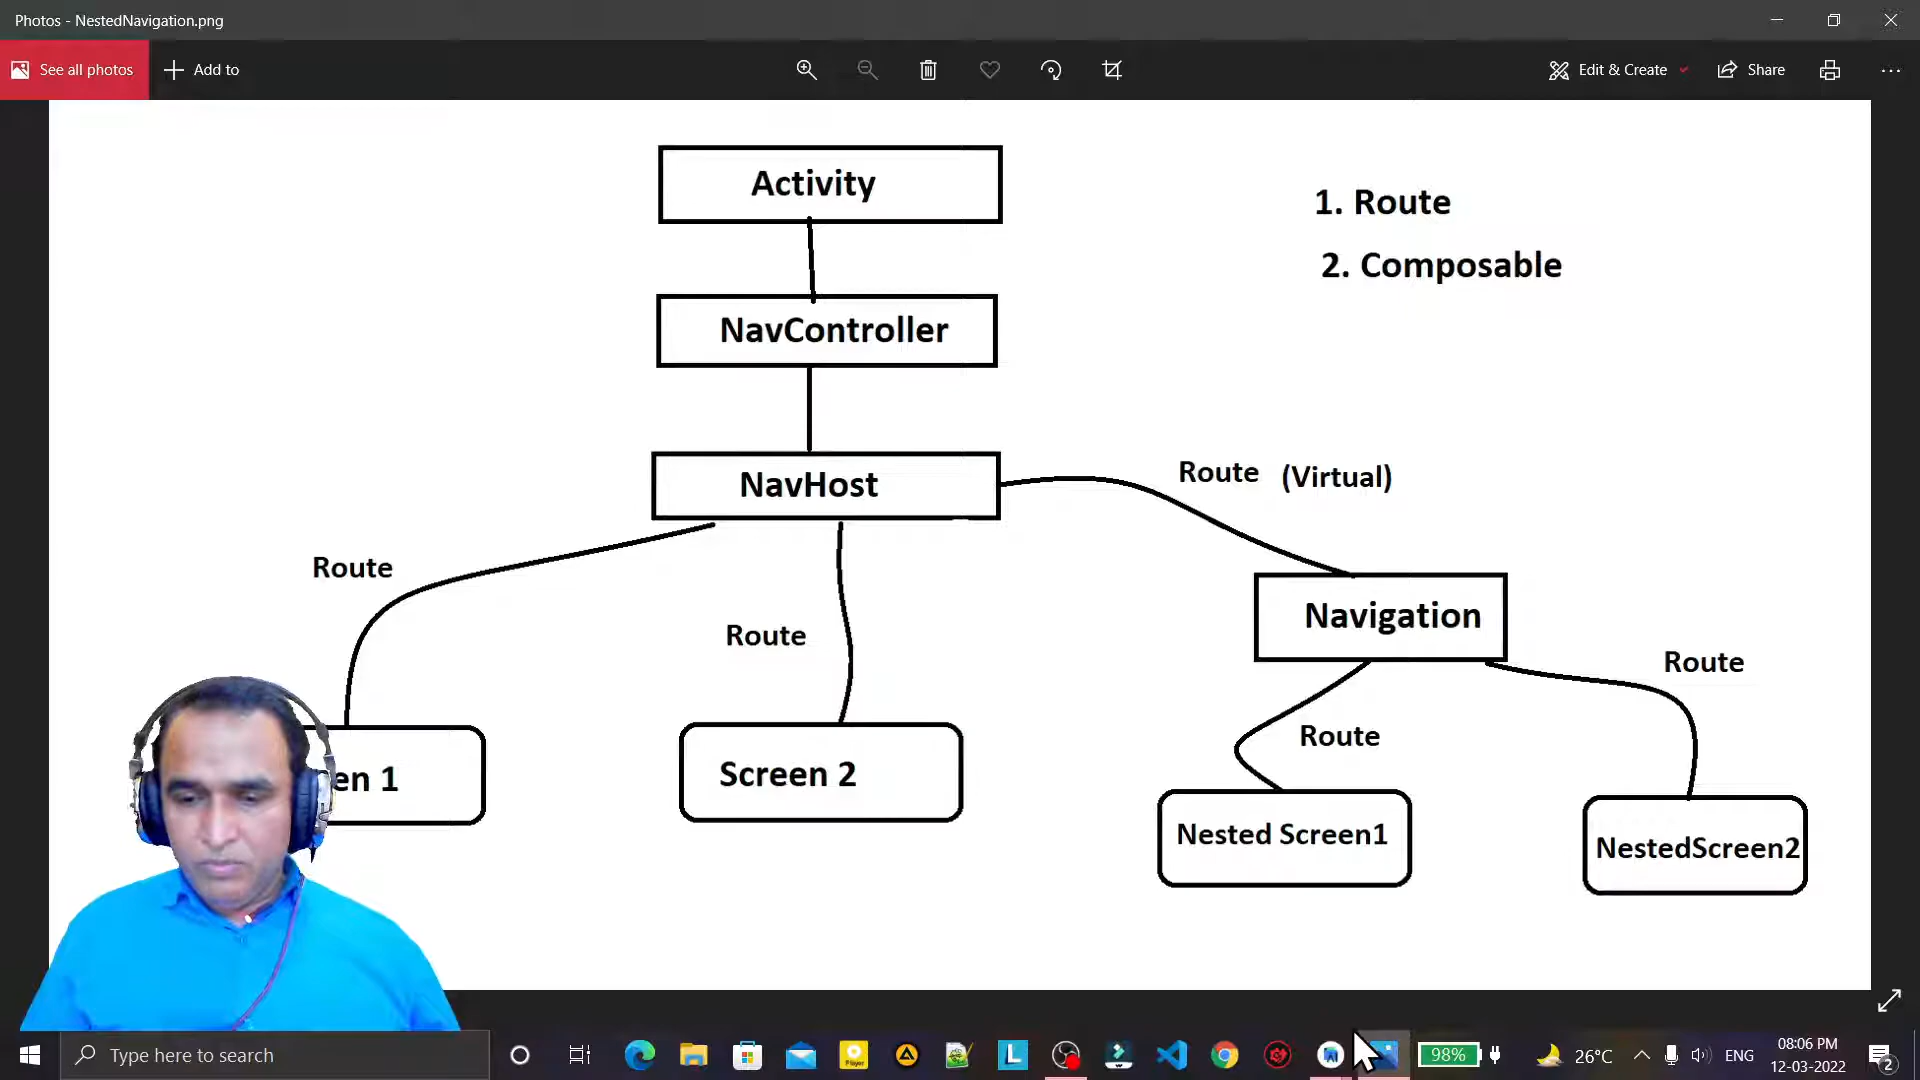 Photos - NestedNavigation.png
See all photos
Add to
Edit & Create
Share
Activity
1. Route
2. Composable
NavController
NavHost
Route (Virtual)
Route
Route
Navigation
Route
Route
en 1
Screen 2
Nested Screen1
NestedScreen2
Type here to search
98%
26°C
ENG
08:06 PM
12-03-2022
2